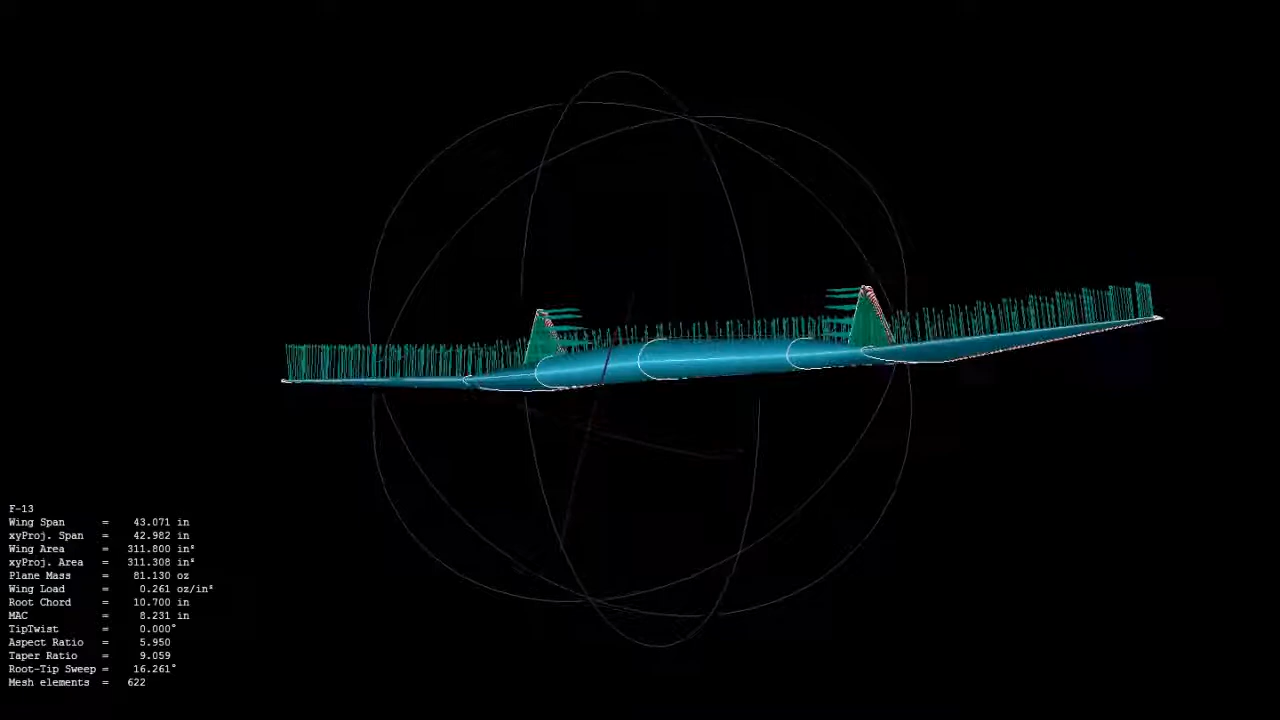 F-13
Wing Span = 43.071 in
xyProj. Span = 42.982 in
Wing Area = 311.800 in²
xyProj. Area = 311.308 in²
Plane Mass = 81.130 oz
Wing Load = 0.261 oz/in²
Root Chord = 10.700 in
MAC = 8.231 in
TipTwist = 0.000°
Aspect Ratio = 5.950
Taper Ratio = 9.059
Root-Tip Sweep = 16.261°
Mesh elements = 622